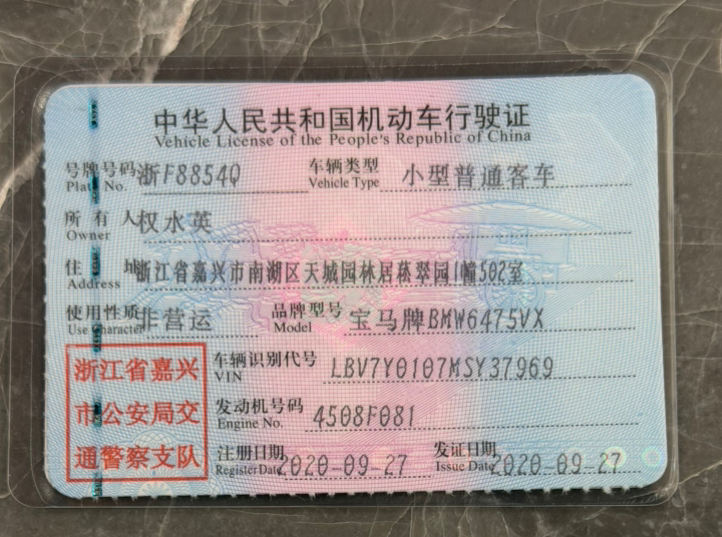 中华人民共和国机动车行驶证
Vehicle License of the People's Republic of China
号牌号码 浙F8854Q 车辆类型 小型普通客车
Plate No. Vehicle Type
所有人 权水英
Owner
住址 浙江省嘉兴市南湖区天城园林居荪翠园1幢502室
Address
使用性质 非营运 品牌型号 宝马牌BMW6475VX
Use Character Model
浙江省嘉兴 车辆识别代号 LBV7Y0107MSY37969
VIN
市公安局交 发动机号码 4508F081
Engine No.
通警察支队 注册日期 2020-09-27 发证日期 2020-09-27
Register Date Issue Date